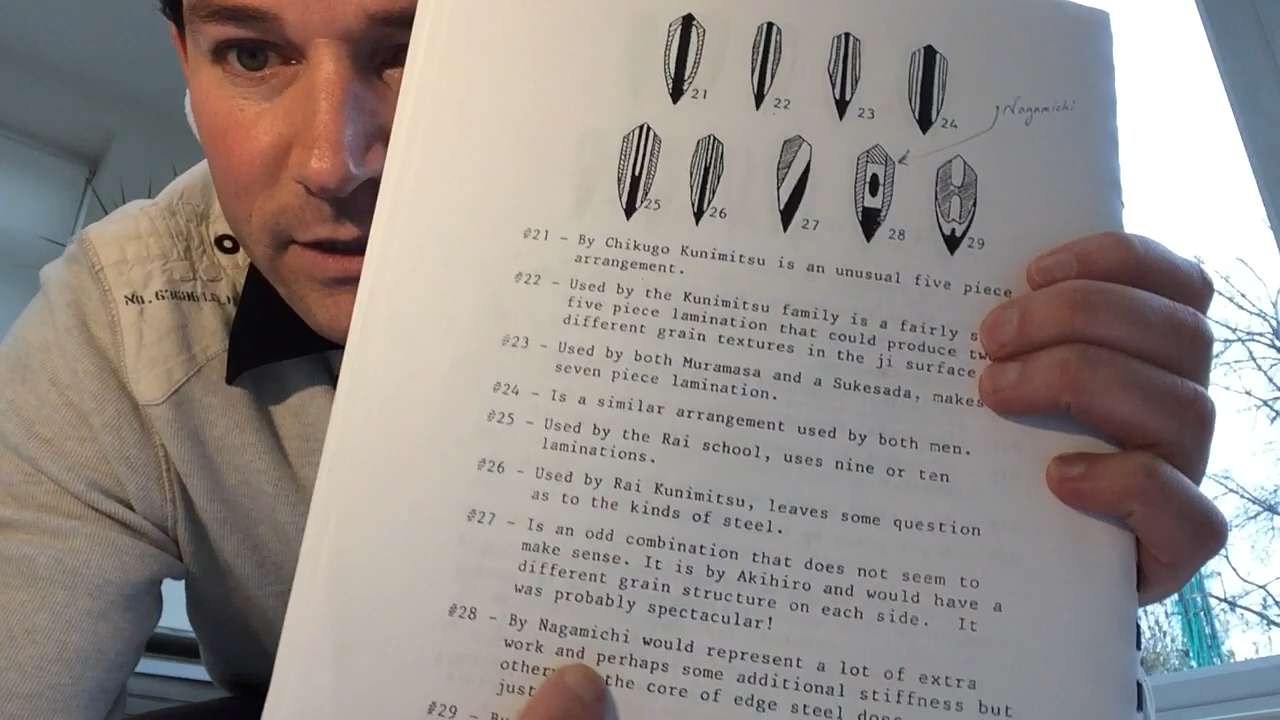 21 22 23 24
Nagamichi
25 26 27 28 29
#21 - By Chikugo Kunimitsu is an unusual five piece
arrangement.
#22 - Used by the Kunimitsu family is a fairly
five piece lamination that could produce
different grain textures in the ji surface
#23 - Used by both Muramasa and a Sukesada, makes
seven piece lamination.
#24 - Is a similar arrangement used by both men.
#25 - Used by the Rai school, uses nine or ten
laminations.
#26 - Used by Rai Kunimitsu, leaves some question
as to the kinds of steel.
#27 - Is an odd combination that does not seem to
make sense. It is by Akihiro and would have a
different grain structure on each side. It
was probably spectacular!
#28 - By Nagamichi would represent a lot of extra
work and perhaps some additional stiffness but
the core of edge steel
just
#29 - By